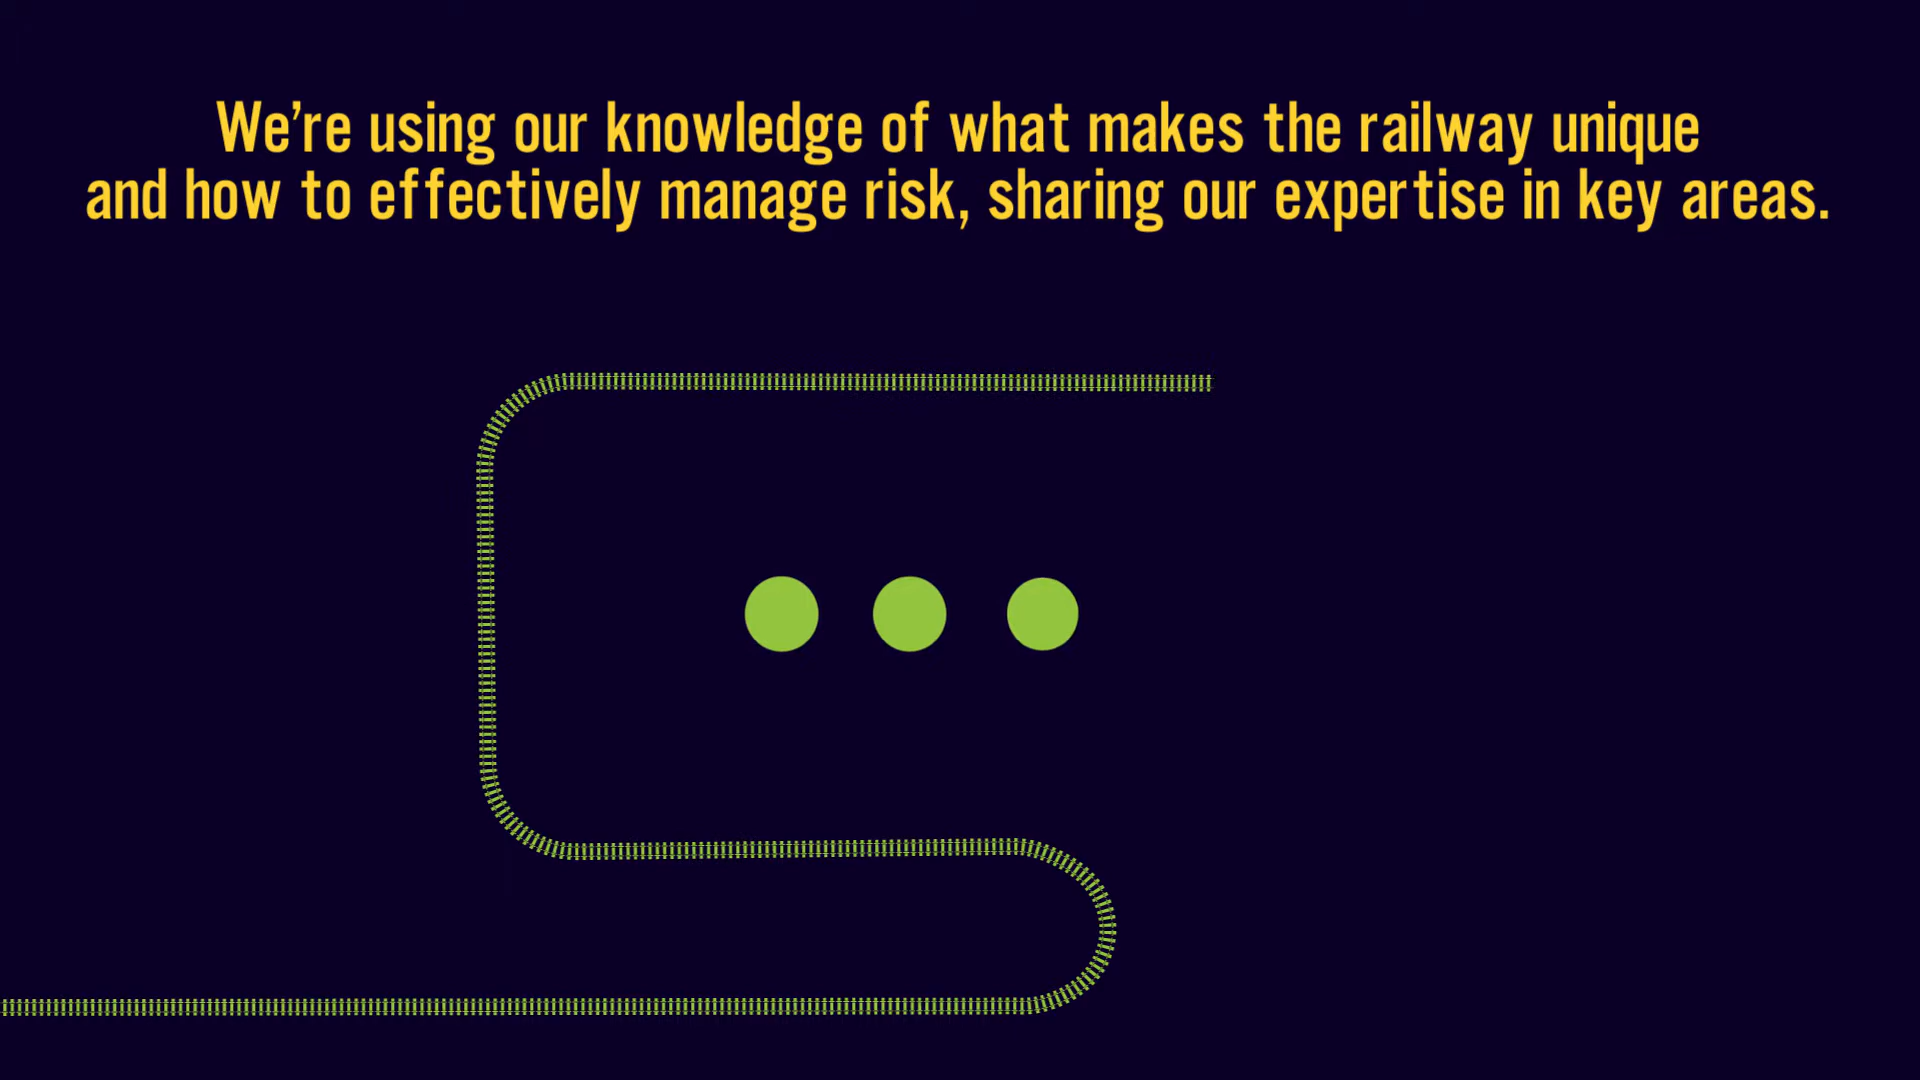 We’re using our knowledge of what makes the railway unique
and how to effectively manage risk, sharing our expertise in key areas.